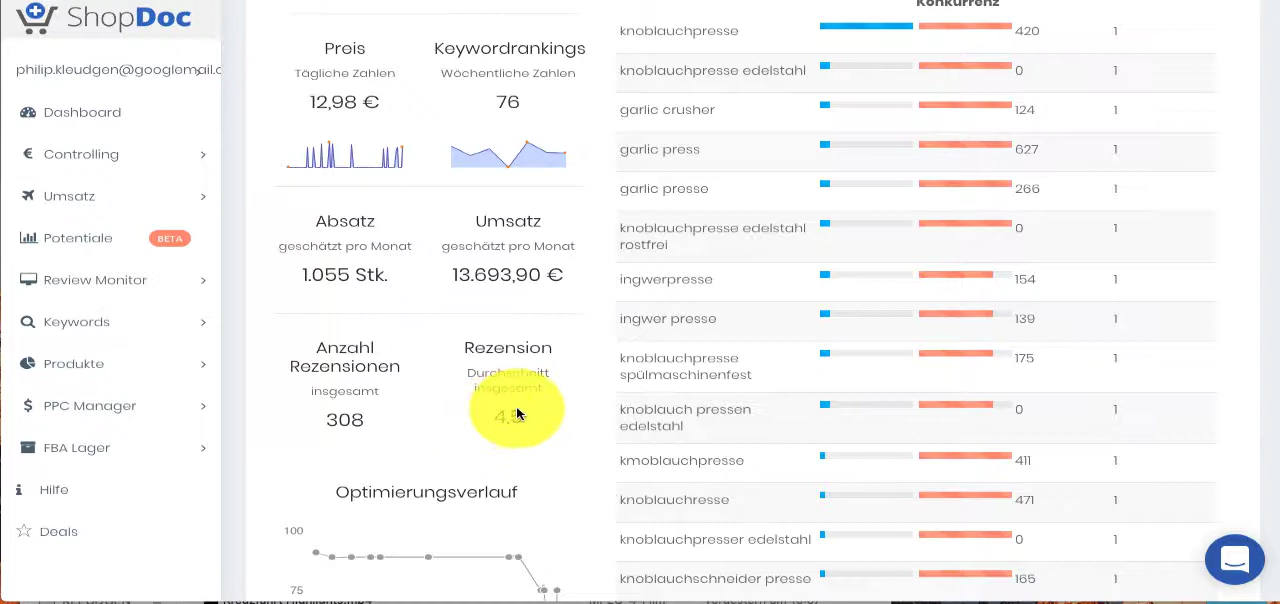 ShopDoc
philip.kleudgen@googlemail.c
Dashboard
Controlling
Umsatz
Potentiale BETA
Review Monitor
Keywords
Produkte
PPC Manager
FBA Lager
Hilfe
Deals
Preis
Tägliche Zahlen
12,98 €
Keywordrankings
Wöchentliche Zahlen
76
Absatz
geschätzt pro Monat
1.055 Stk.
Umsatz
geschätzt pro Monat
13.693,90 €
Anzahl
Rezensionen
insgesamt
308
Rezension
Durchschnitt
insgesamt
Optimierungsverlauf
100
75
Konkurrenz
knoblauchpresse 420 1
knoblauchpresse edelstahl 0 1
garlic crusher 124 1
garlic press 627 1
garlic presse 266 1
knoblauchpresse edelstahl 0 1
rostfrei
ingwerpresse 154 1
ingwer presse 139 1
knoblauchpresse 175 1
spülmaschinenfest
knoblauch pressen 0 1
edelstahl
kmoblauchpresse 411 1
knoblauchresse 471 1
knoblauchpresser edelstahl 0 1
knoblauchschneider presse 165 1